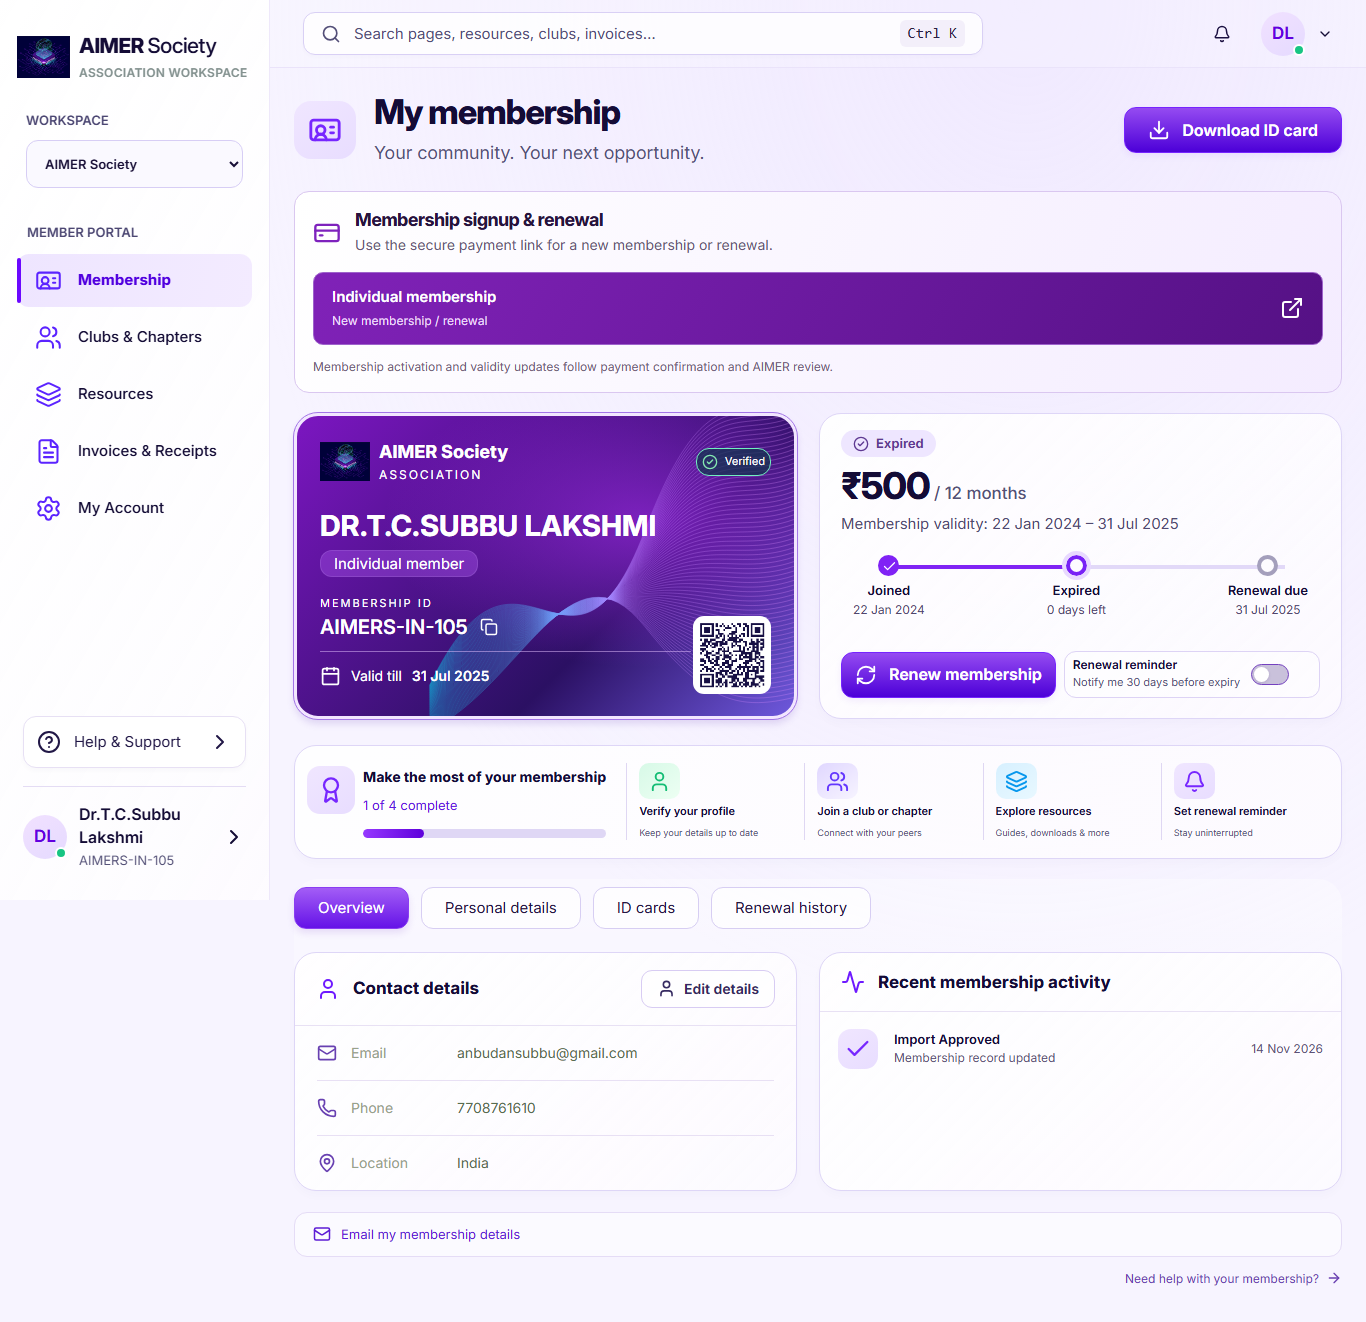 AIMER Society
ASSOCIATION WORKSPACE
WORKSPACE
AIMER Society
MEMBER PORTAL
Membership
Clubs & Chapters
Resources
Invoices & Receipts
My Account
Help & Support
DL
Dr.T.C.Subbu
Lakshmi
AIMERS-IN-105
Search pages, resources, clubs, invoices...
Ctrl K
DL
My membership
Your community. Your next opportunity.
Download ID card
Membership signup & renewal
Use the secure payment link for a new membership or renewal.
Individual membership
New membership / renewal
Membership activation and validity updates follow payment confirmation and AIMER review.
AIMER Society
ASSOCIATION
Verified
DR.T.C.SUBBU LAKSHMI
Individual member
MEMBERSHIP ID
AIMERS-IN-105
Valid till 31 Jul 2025
Expired
₹500 / 12 months
Membership validity: 22 Jan 2024 – 31 Jul 2025
Joined
22 Jan 2024
Expired
0 days left
Renewal due
31 Jul 2025
Renew membership
Renewal reminder
Notify me 30 days before expiry
Make the most of your membership
1 of 4 complete
Verify your profile
Keep your details up to date
Join a club or chapter
Connect with your peers
Explore resources
Guides, downloads & more
Set renewal reminder
Stay uninterrupted
Overview
Personal details
ID cards
Renewal history
Contact details
Edit details
Email anbudansubbu@gmail.com
Phone 7708761610
Location India
Recent membership activity
Import Approved
Membership record updated
14 Nov 2026
Email my membership details
Need help with your membership?